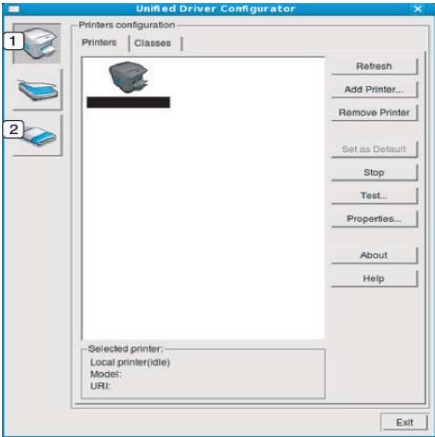 Unified Driver Configurator
Printers configuration
1
Printers
Classes
Refresh
Add Printer...
Remove Printer
2
Set as Default
Stop
Test...
Properties...
About
Help
Selected printer:
Local printer(idle)
Model:
URI:
Exit